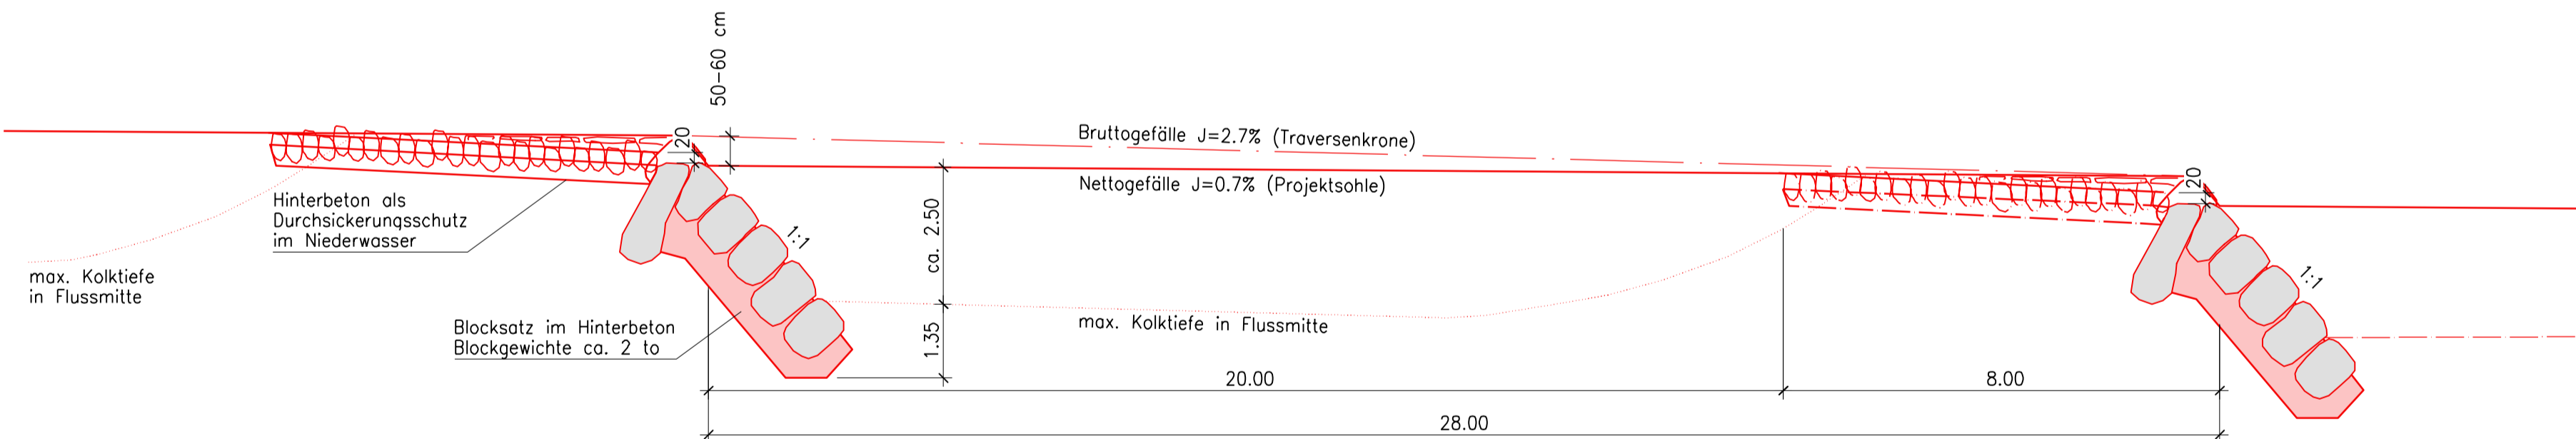 50-60 cm
20
Bruttogefälle J=2.7% (Traversenkrone)
Nettogefälle J=0.7% (Projektsohle)
20
Hinterbeton als
Durchsickerungsschutz
im Niederwasser
ca. 2.50
1:1
1:1
max. Kolktiefe
in Flussmitte
max. Kolktiefe in Flussmitte
Blocksatz im Hinterbeton
Blockgewichte ca. 2 to
1.35
20.00
8.00
28.00